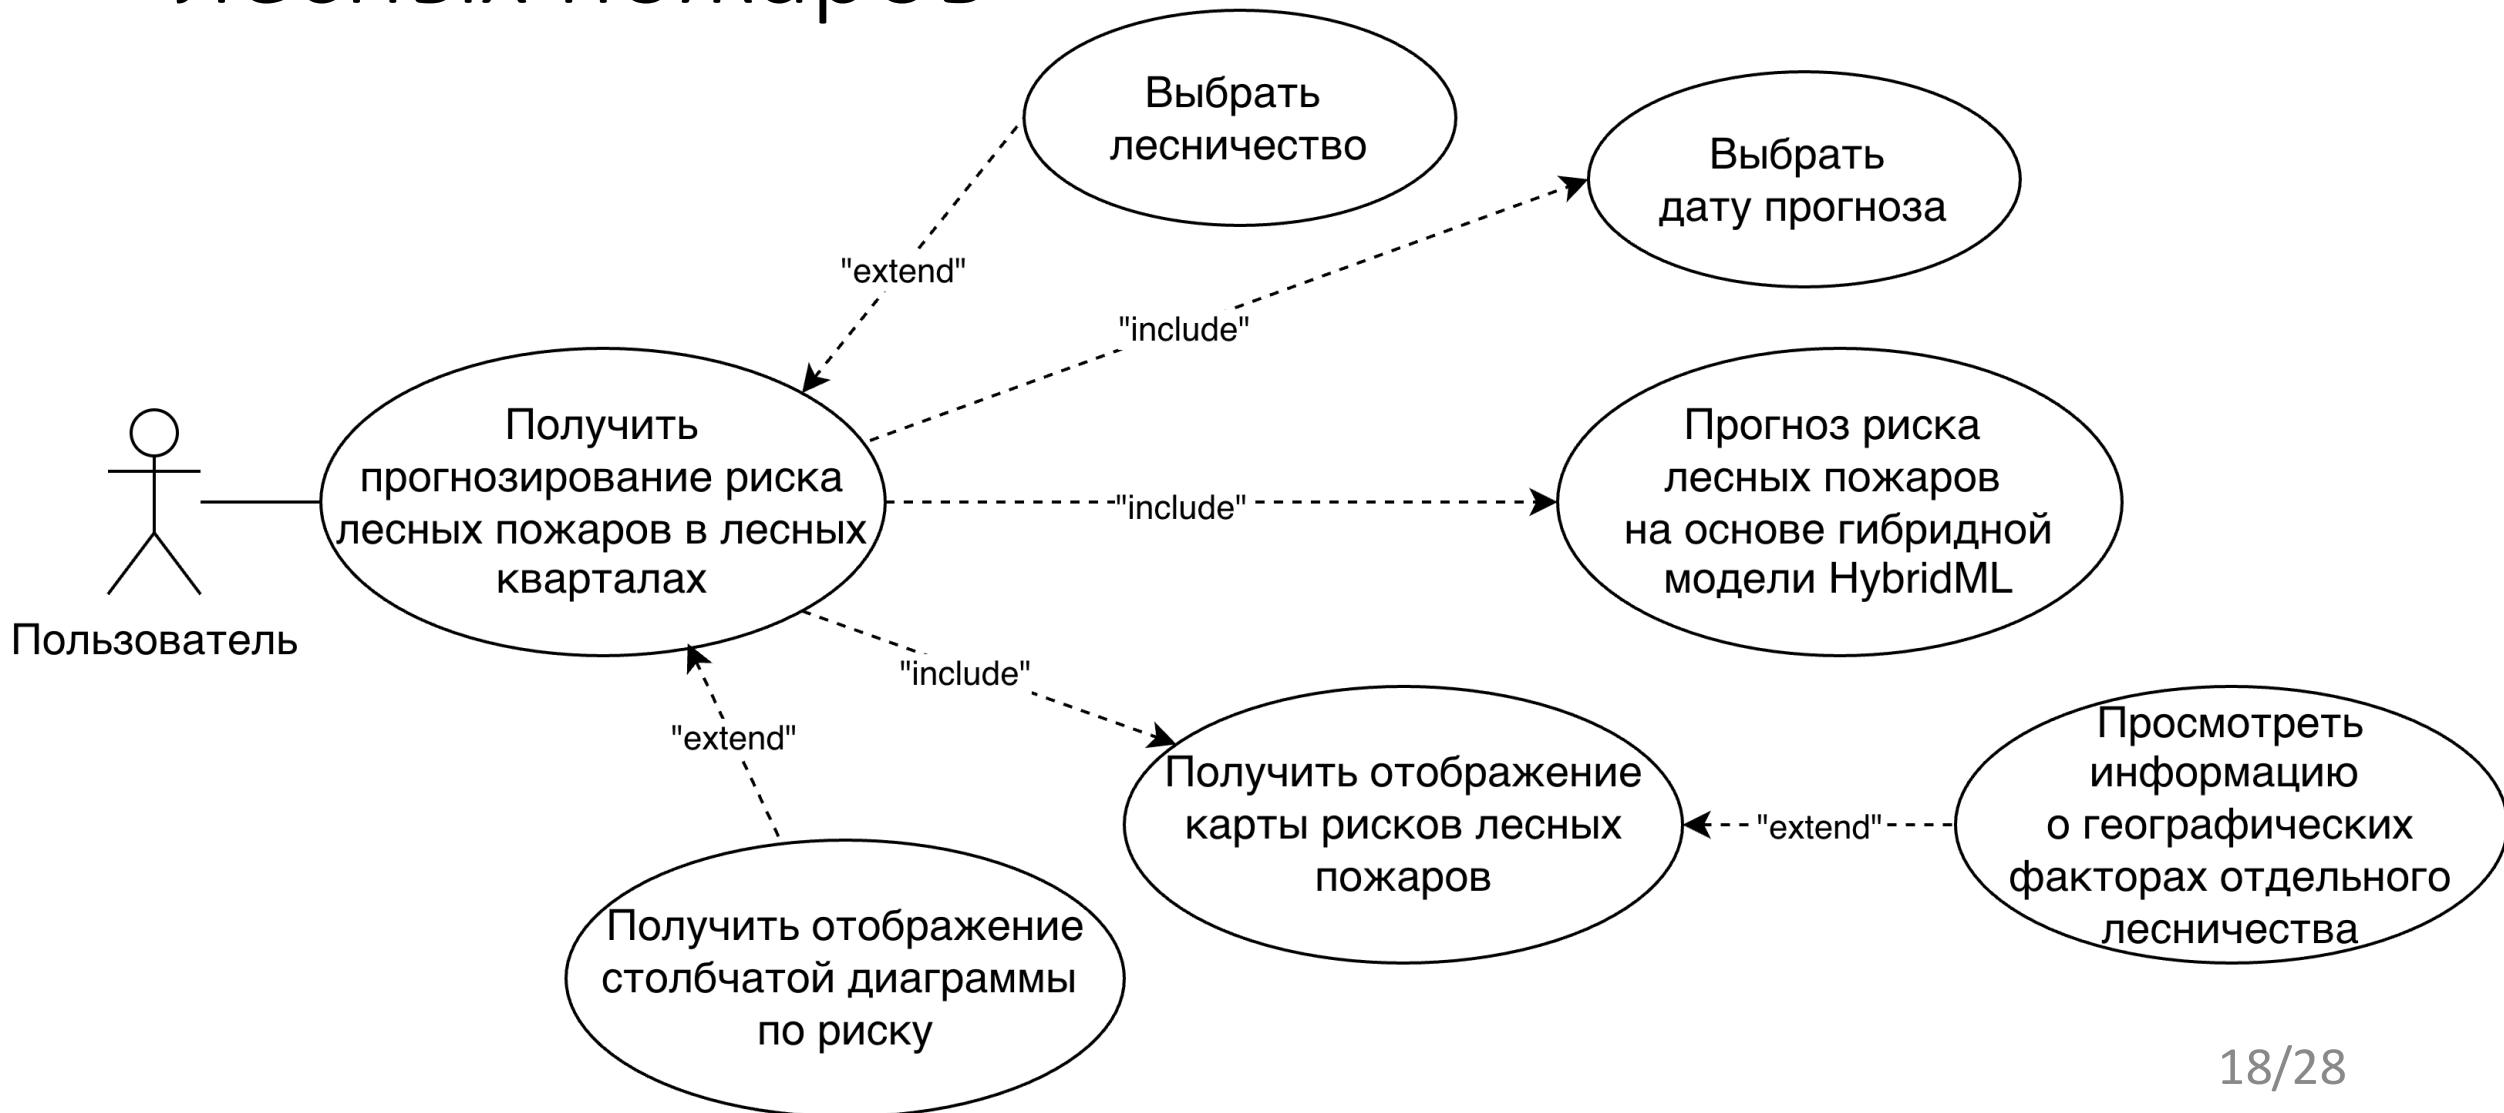 лесных пожаров
Выбрать
лесничество
Выбрать
дату прогноза
"extend"
"include"
Получить
прогнозирование риска
лесных пожаров в лесных
кварталах
"include"
Прогноз риска
лесных пожаров
на основе гибридной
модели HybridML
Пользователь
"include"
"extend"
Получить отображение
карты рисков лесных
пожаров
"extend"
Просмотреть
информацию
о географических
факторах отдельного
лесничества
Получить отображение
столбчатой диаграммы
по риску
18/28